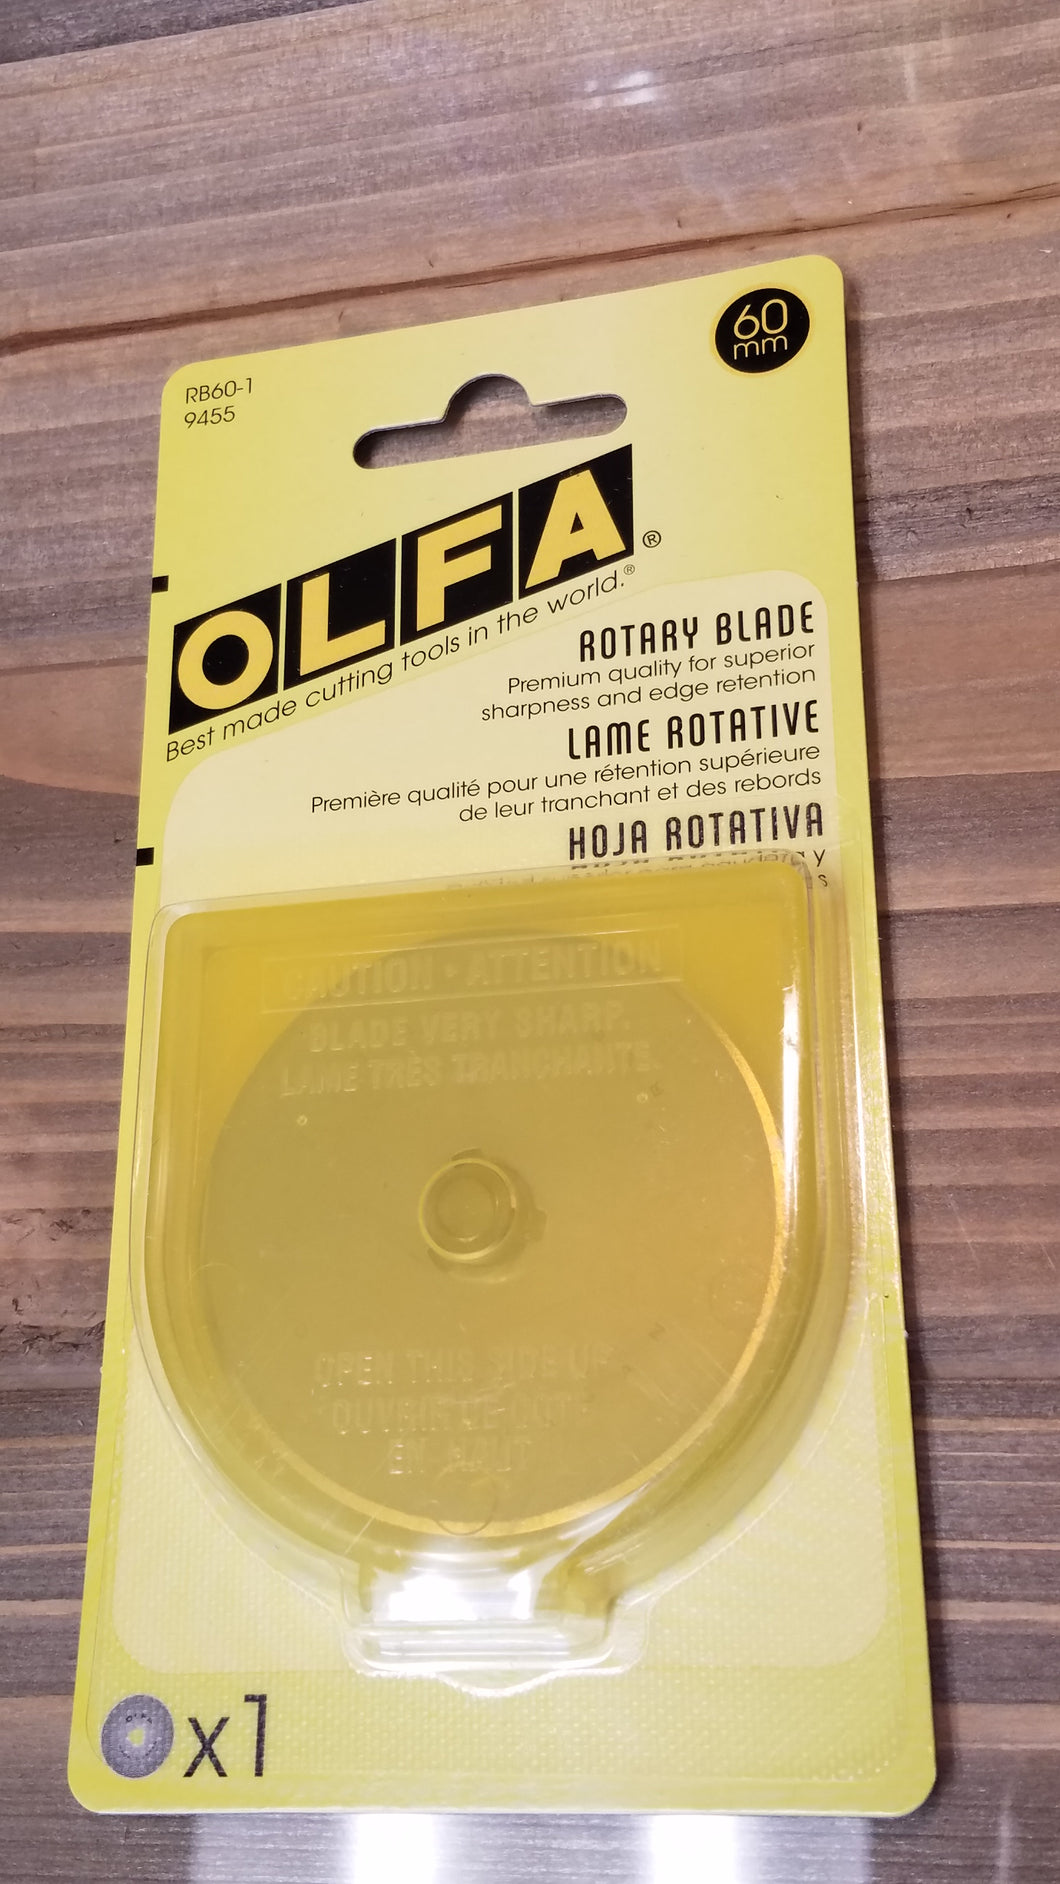 60
mm
RB60-1
9455
OLFA®
Best made cutting tools in the world.®
ROTARY BLADE
Premium quality for superior
sharpness and edge retention
LAME ROTATIVE
Première qualité pour une rétention supérieure
de leur tranchant et des rebords
HOJA ROTATIVA
y
CAUTION • ATTENTION
BLADE VERY SHARP.
LAME TRÈS TRANCHANTE.
OPEN THIS SIDE UP
EN HAUT
x1